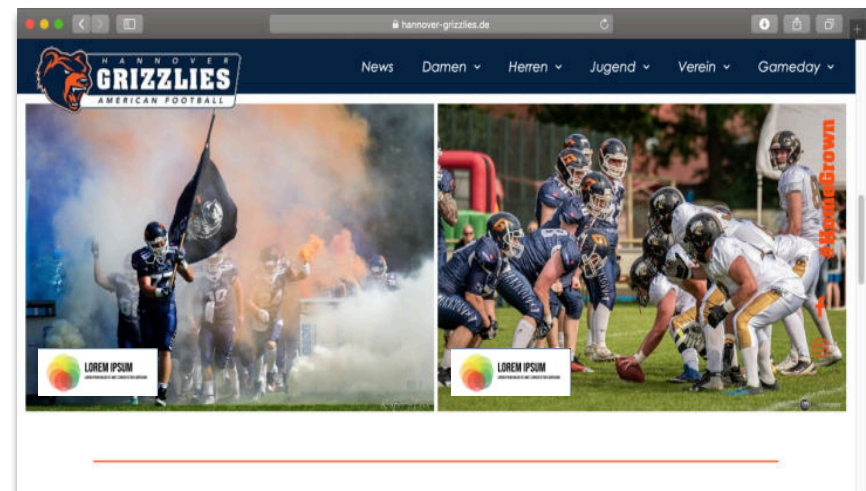 hannover-grizzlies.de
HANNOVER
GRIZZLIES
AMERICAN FOOTBALL
News Damen Herren Jugend Verein Gameday
#HomeGrown
LOREM IPSUM
LOREM IPSUM